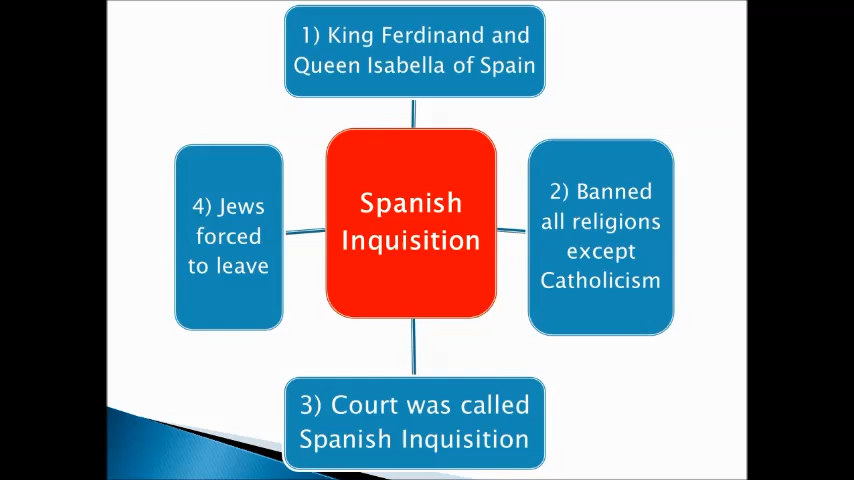 1) King Ferdinand and
Queen Isabella of Spain
Spanish
Inquisition
2) Banned
all religions
except
Catholicism
3) Court was called
Spanish Inquisition
4) Jews
forced
to leave